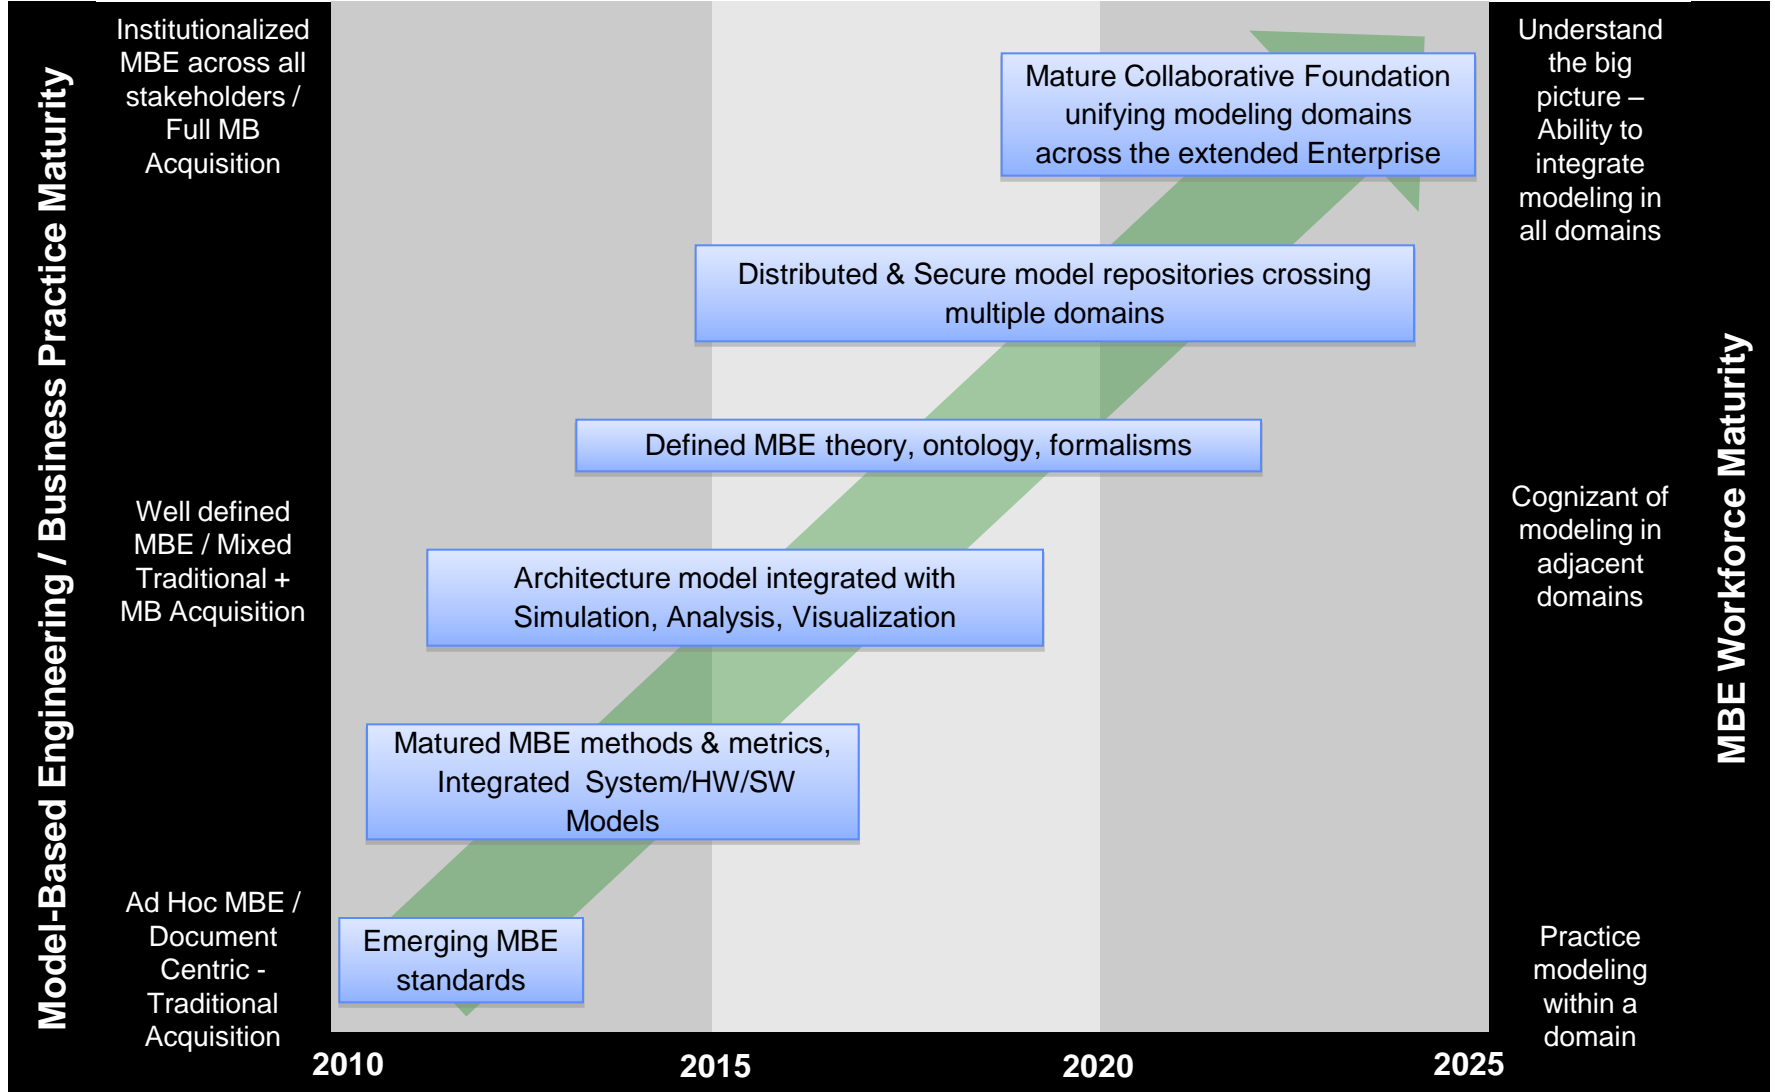 Model-Based Engineering / Business Practice Maturity
Institutionalized
MBE across all
stakeholders /
Full MB
Acquisition
Well defined
MBE / Mixed
Traditional +
MB Acquisition
Ad Hoc MBE /
Document
Centric -
Traditional
Acquisition
Mature Collaborative Foundation
unifying modeling domains
across the extended Enterprise
Distributed & Secure model repositories crossing
multiple domains
Defined MBE theory, ontology, formalisms
Architecture model integrated with
Simulation, Analysis, Visualization
Matured MBE methods & metrics,
Integrated  System/HW/SW
Models
Emerging MBE
standards
Understand
the big
picture –
Ability to
integrate
modeling in
all domains
Cognizant of
modeling in
adjacent
domains
Practice
modeling
within a
domain
MBE Workforce Maturity
2010
2015
2020
2025